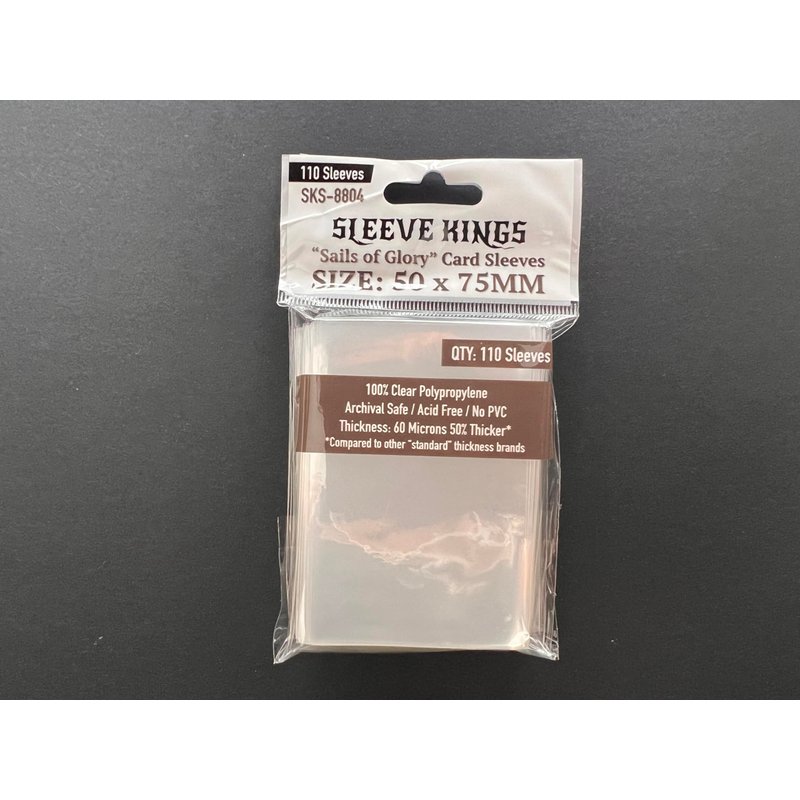 110 Sleeves
SKS-8804
SLEEVE KINGS
“Sails of Glory” Card Sleeves
SIZE: 50 x 75MM
QTY: 110 Sleeves
100% Clear Polypropylene
Archival Safe / Acid Free / No PVC
Thickness: 60 Microns 50% Thicker*
*Compared to other "standard" thickness brands